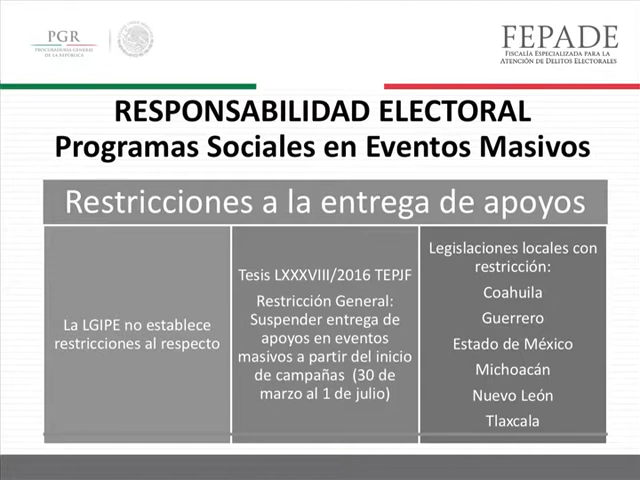 PGR
PROCURADURÍA GENERAL
DE LA REPÚBLICA
FEPADE
FISCALÍA ESPECIALIZADA PARA LA
ATENCIÓN DE DELITOS ELECTORALES
RESPONSABILIDAD ELECTORAL
Programas Sociales en Eventos Masivos
Restricciones a la entrega de apoyos
La LGIPE no establece
restricciones al respecto
Tesis LXXXVIII/2016 TEPJF
Restricción General:
Suspender entrega de
apoyos en eventos
masivos a partir del inicio
de campañas (30 de
marzo al 1 de julio)
Legislaciones locales con
restricción:
Coahuila
Guerrero
Estado de México
Michoacán
Nuevo León
Tlaxcala